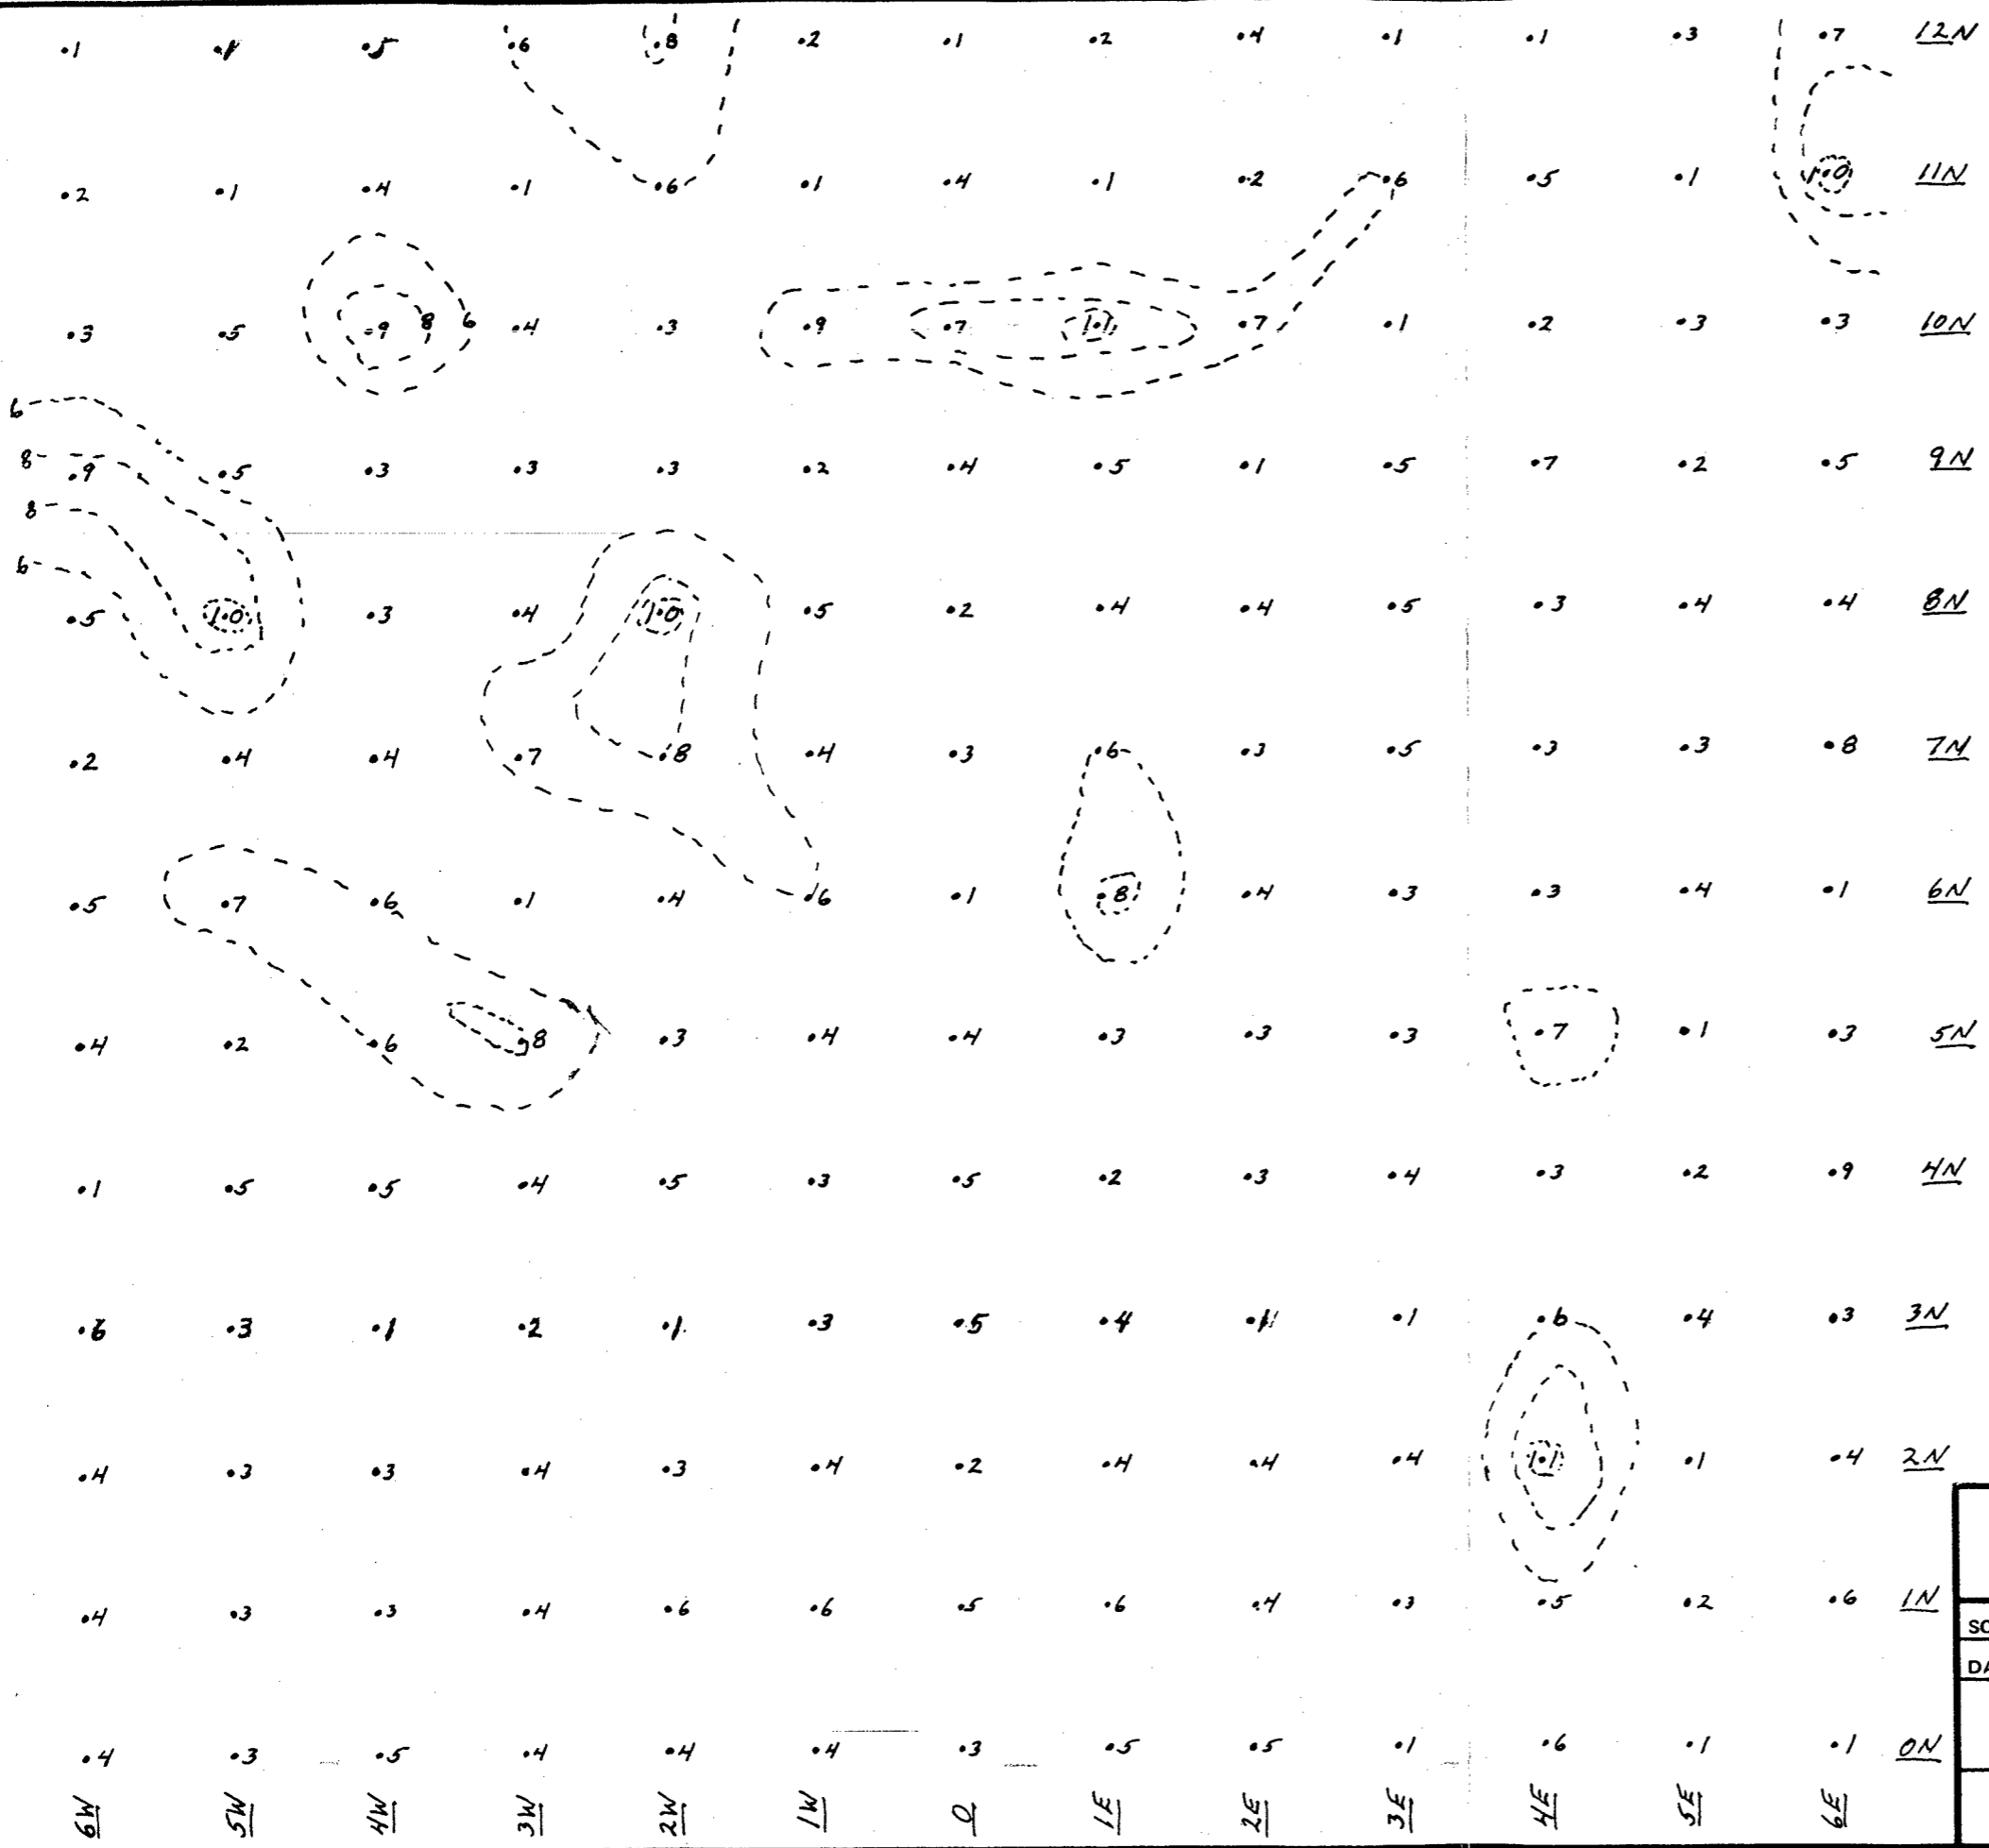 .1 .1 .5 .6 .8 .2 .1 .2 .4 .1 .1 .3 .7 12N
.2 .1 .4 .1 .6 .1 .4 .1 .2 .6 .5 .1 1.0 11N
.3 .5 .9 8 6 .4 .3 .9 .7 1.1 .7 .1 .2 .3 .3 10N
6
8 .9 .5 .3 .3 .3 .2 .4 .5 .1 .5 .7 .2 .5 9N
8
6
.5 1.0 .3 .4 1.0 .5 .2 .4 .4 .5 .3 .4 .4 8N
.2 .4 .4 .7 .8 .4 .3 .6 .3 .5 .3 .3 .8 7N
.5 .7 .6 .1 .4 .6 .1 .8 .4 .3 .3 .4 .1 6N
.4 .2 .6 .8 .3 .4 .4 .3 .3 .3 .7 .1 .3 5N
.1 .5 .5 .4 .5 .3 .5 .2 .3 .4 .3 .2 .9 4N
.3 .1 .2 .1 .3 .5 .4 .1 .6 .4 .3 3N
.4 .3 .3 .4 .3 .4 .2 .4 .4 .4 1.1 .1 .4 2N
.4 .3 .3 .4 .6 .6 .5 .6 .4 .3 .5 .2 .6 1N
SC
DA
.4 .3 .5 .4 .4 .4 .3 .5 .5 .1 .6 .1 .1 0N
6W 5W 4W 3W 2W 1W 0 1E 2E 3E 4E 5E 6E